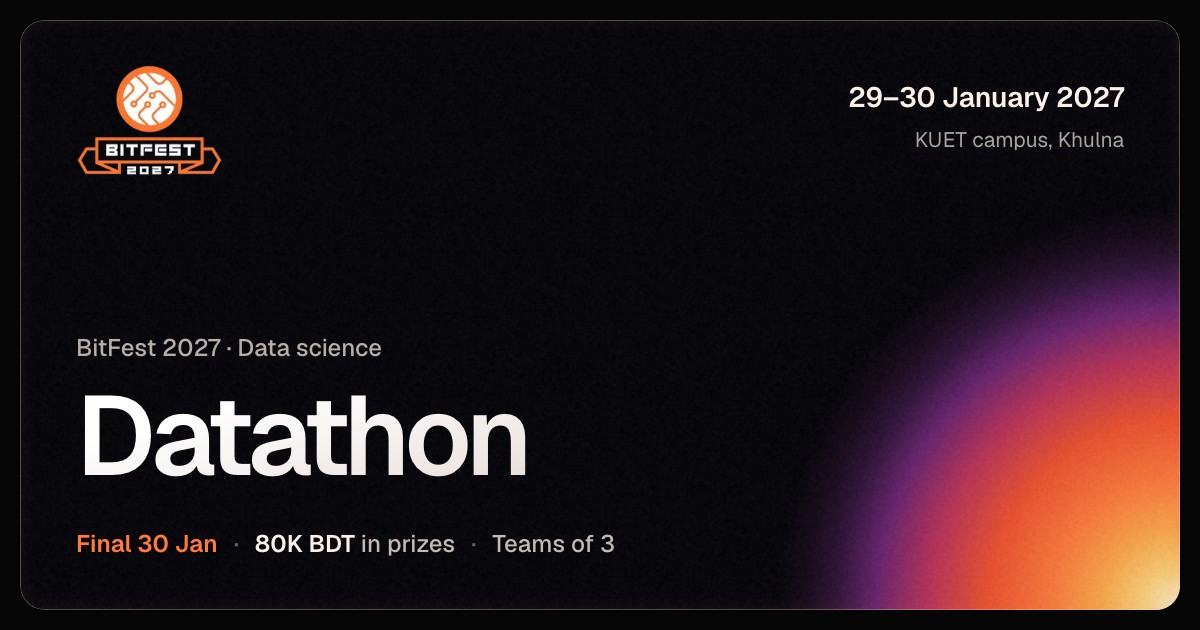 BITFEST
2027
29–30 January 2027
KUET campus, Khulna
BitFest 2027 · Data science
Datathon
Final 30 Jan · 80K BDT in prizes · Teams of 3